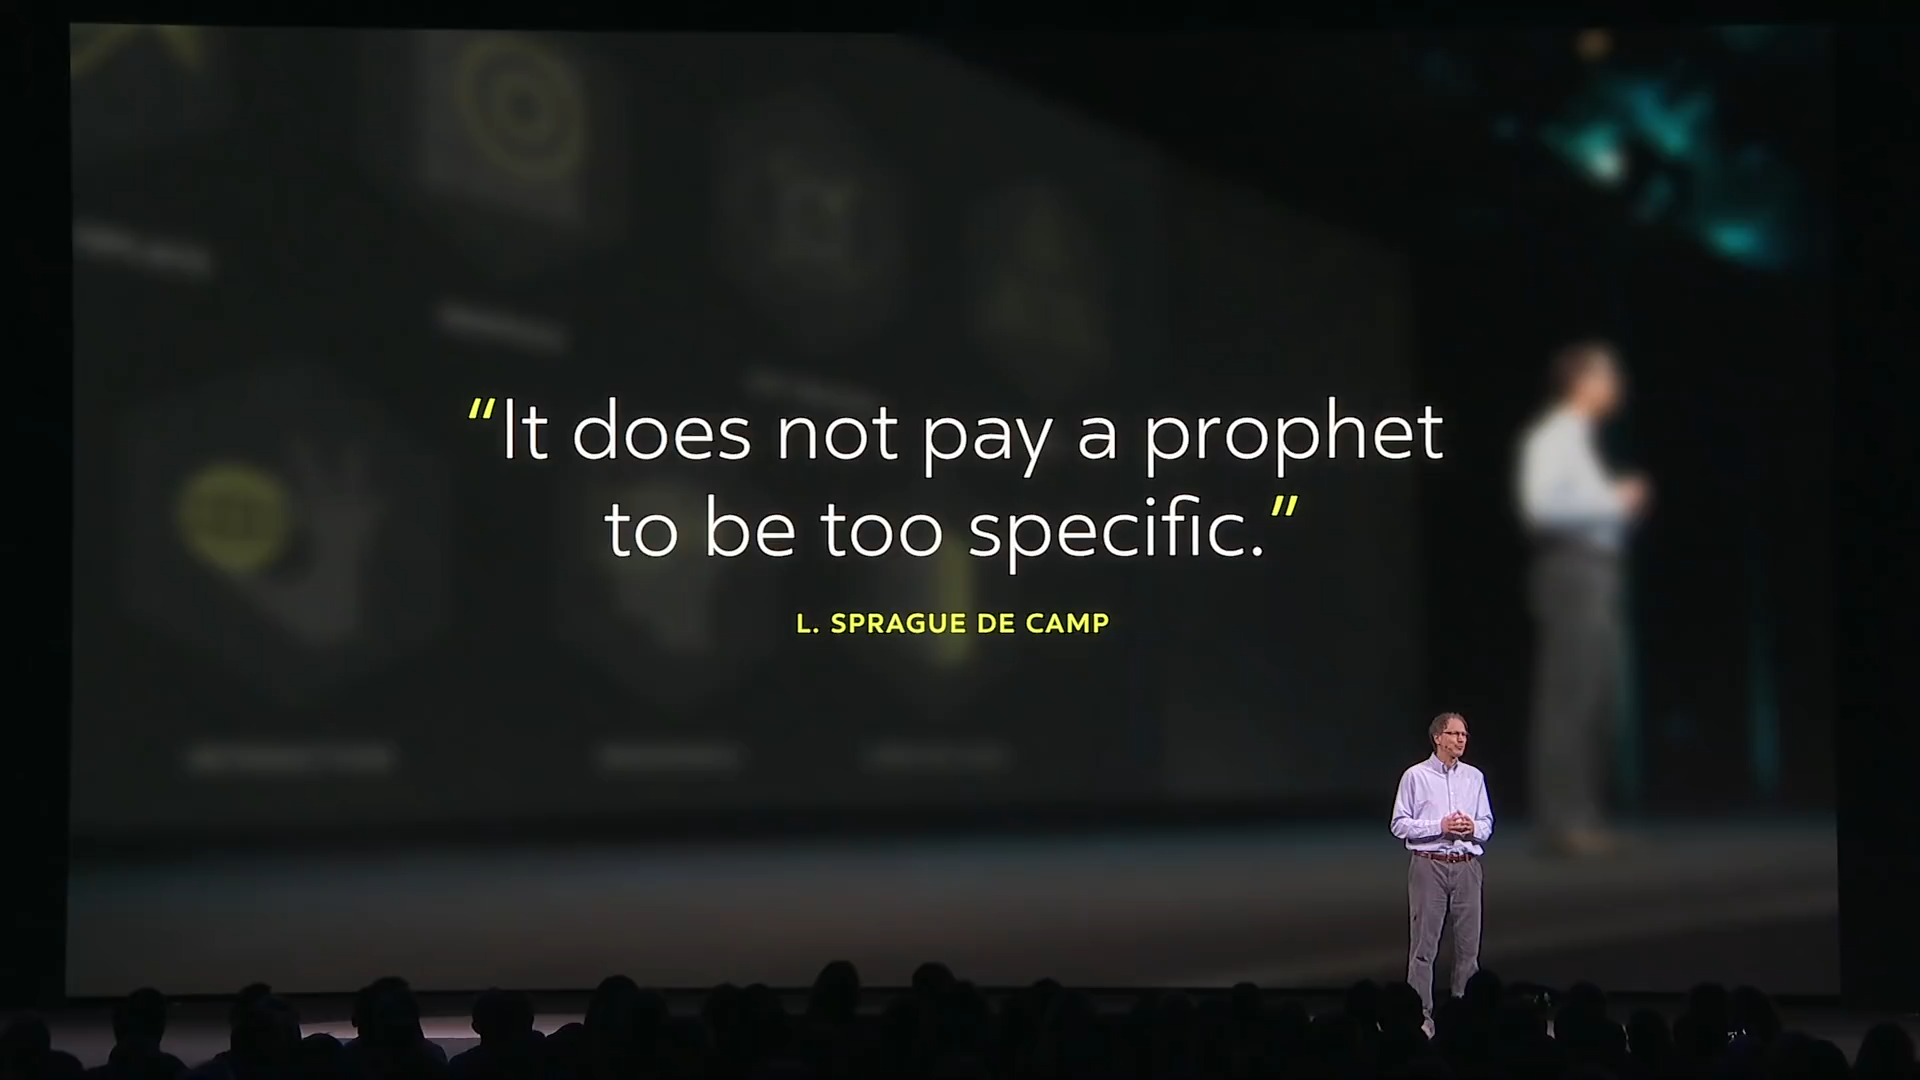 “It does not pay a prophet
to be too specific.”
L. SPRAGUE DE CAMP